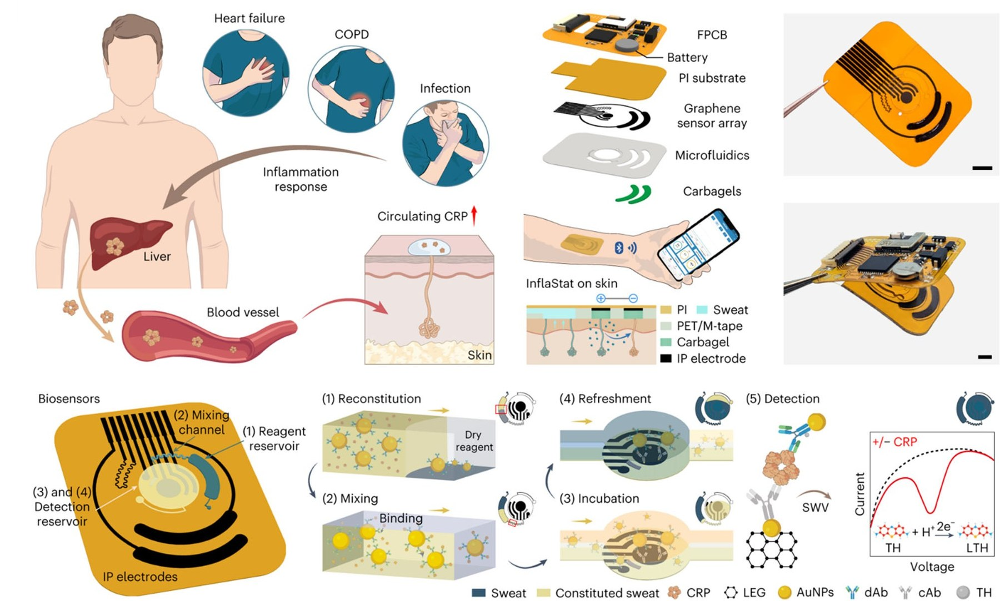 Heart failure
COPD
Infection
Inflammation
response
Circulating CRP
Liver
Blood vessel
Skin
FPCB
Battery
PI substrate
Graphene
sensor array
Microfluidics
Carbagels
InflaStat on skin
PI
Sweat
PET/M-tape
Carbagel
IP electrode
Biosensors
(2) Mixing
channel
(1) Reagent
reservoir
(3) and (4)
Detection
reservoir
IP electrodes
(1) Reconstitution
Dry
reagent
(2) Mixing
Binding
(4) Refreshment
(3) Incubation
(5) Detection
SWV
+/− CRP
Current
+ H⁺ 2e⁻
TH
LTH
Voltage
Sweat
Constituted sweat
CRP
LEG
AuNPs
dAb
cAb
TH